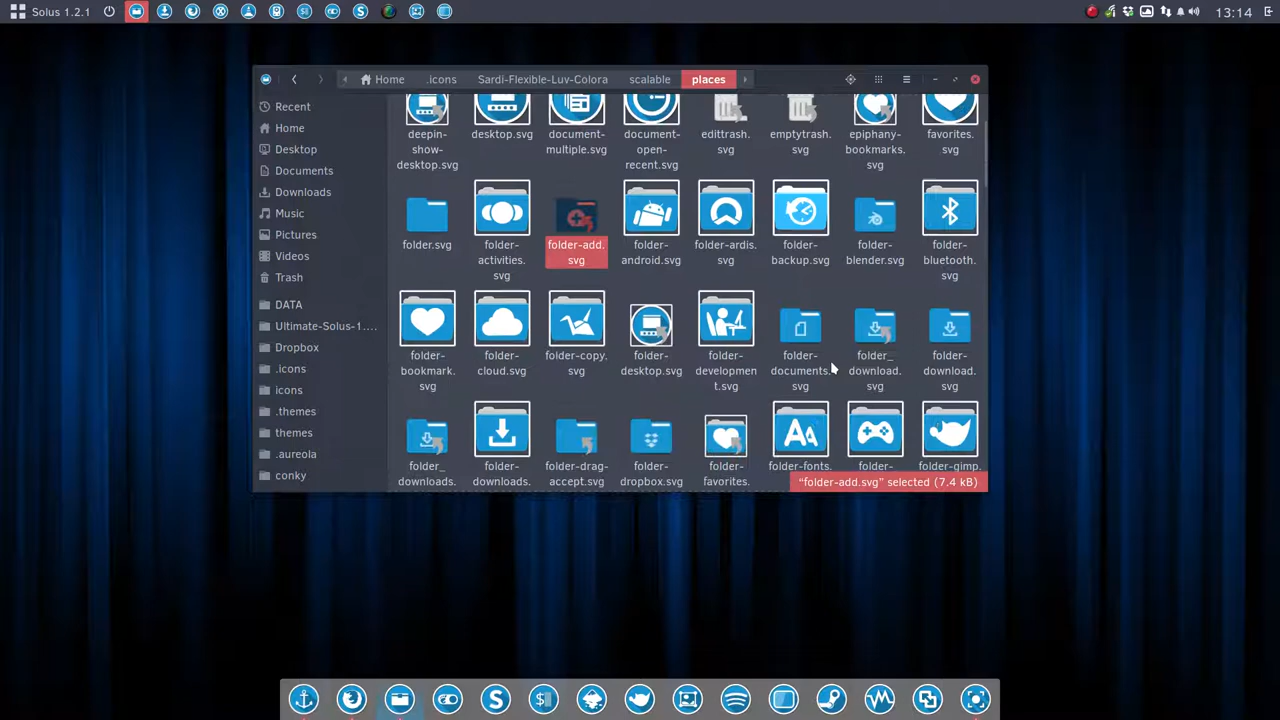 Solus 1.2.1
13:14
Home
.icons
Sardi-Flexible-Luv-Colora
scalable
places
Recent
Home
Desktop
Documents
Downloads
Music
Pictures
Videos
Trash
DATA
Ultimate-Solus-1....
Dropbox
.icons
icons
.themes
themes
.aureola
conky
deepin-
show-
desktop.svg
desktop.svg
document-
multiple.svg
document-
open-
recent.svg
edittrash.
svg
emptytrash.
svg
epiphany-
bookmarks.
svg
favorites.
svg
folder.svg
folder-
activities.
svg
folder-add.
svg
folder-
android.svg
folder-ardis.
svg
folder-
backup.svg
folder-
blender.svg
folder-
bluetooth.
svg
folder-
bookmark.
svg
folder-
cloud.svg
folder-copy.
svg
folder-
desktop.svg
folder-
developmen
t.svg
folder-
documents.
svg
folder_
download.
svg
folder-
download.
svg
folder_
downloads.
folder-
downloads.
folder-drag-
accept.svg
folder-
dropbox.svg
folder-
favorites.
folder-fonts.
folder-
folder-gimp.
"folder-add.svg" selected (7.4 kB)